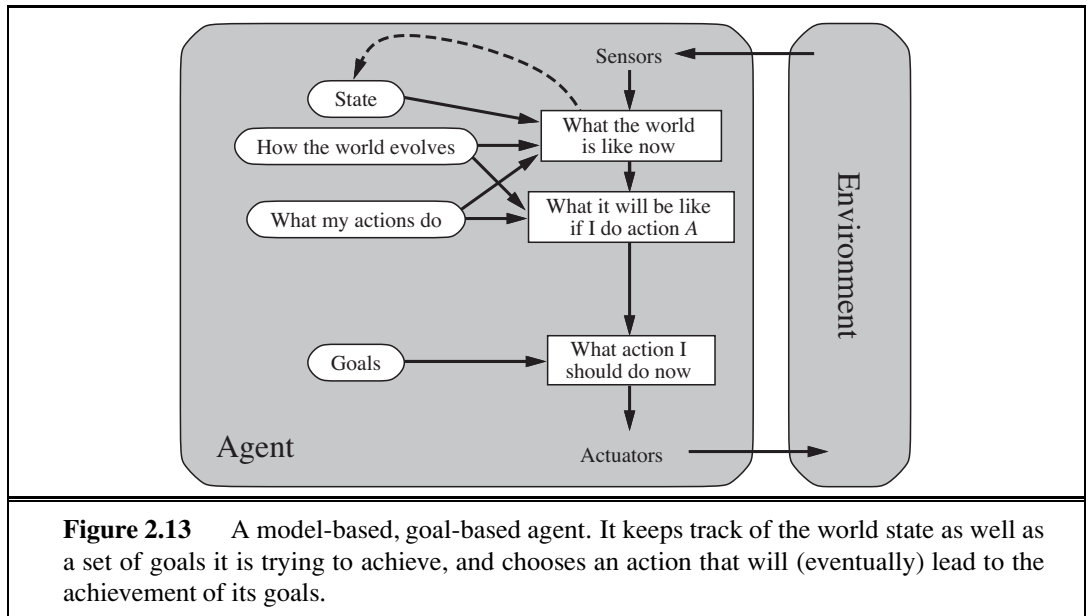 Sensors
State
What the world
is like now
How the world evolves
What my actions do
What it will be like
if I do action A
Goals
What action I
should do now
Agent
Actuators
Environment
Figure 2.13 A model-based, goal-based agent. It keeps track of the world state as well as
a set of goals it is trying to achieve, and chooses an action that will (eventually) lead to the
achievement of its goals.